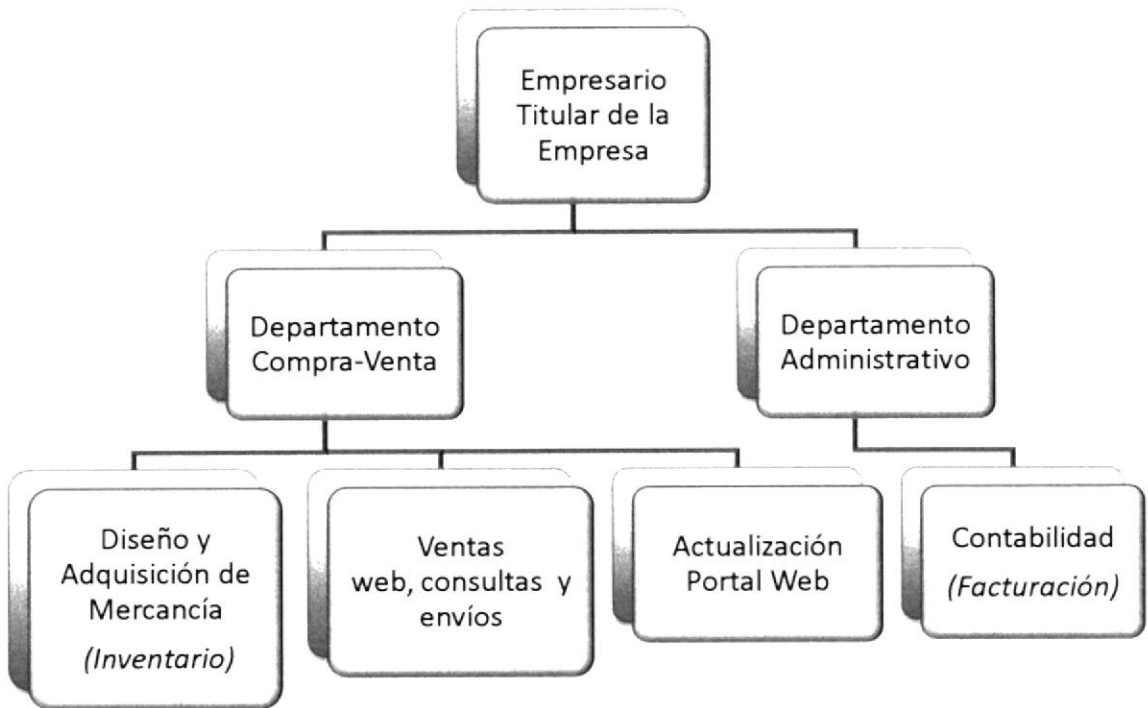 Empresario
Titular de la
Empresa
Departamento
Compra-Venta
Departamento
Administrativo
Diseño y
Adquisición de
Mercancía
(Inventario)
Ventas
web, consultas y
envíos
Actualización
Portal Web
Contabilidad
(Facturación)